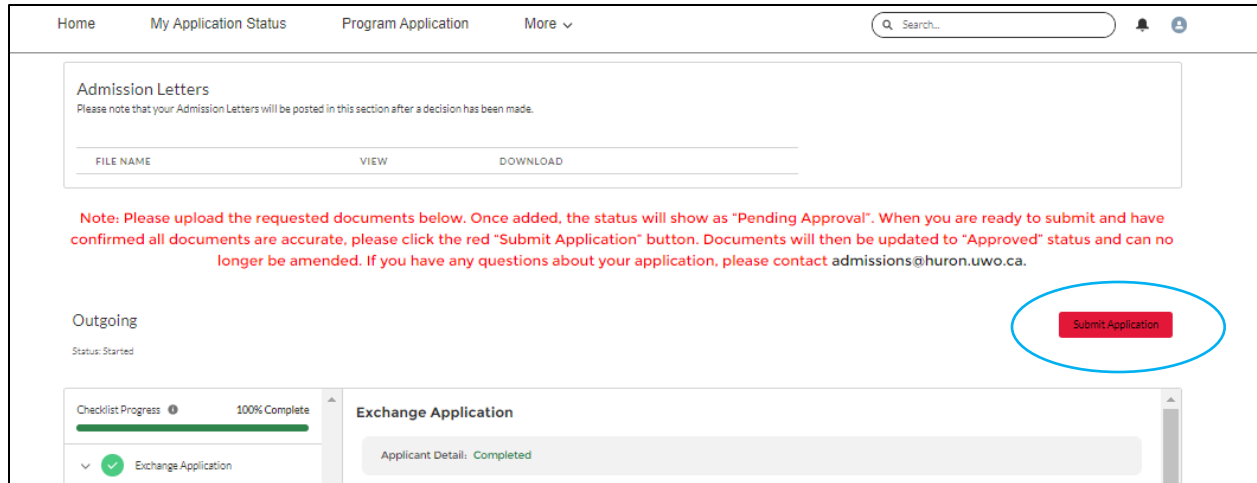 Home My Application Status Program Application More Search...
Admission Letters
Please note that your Admission Letters will be posted in this section after a decision has been made.
FILE NAME VIEW DOWNLOAD
Note: Please upload the requested documents below. Once added, the status will show as “Pending Approval”. When you are ready to submit and have
confirmed all documents are accurate, please click the red “Submit Application” button. Documents will then be updated to “Approved” status and can no
longer be amended. If you have any questions about your application, please contact admissions@huron.uwo.ca.
Outgoing
Submit Application
Status: Started
Checklist Progress 100% Complete
Exchange Application
Exchange Application
Applicant Detail: Completed